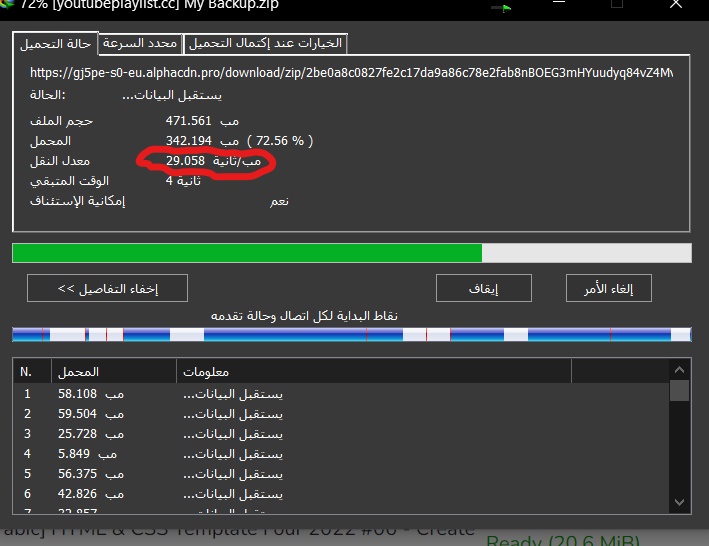 72% [youtubeplaylist.cc] My Backup.zip
حالة التحميل
محدد السرعة
الخيارات عند إكتمال التحميل
https://gj5pe-s0-eu.alphacdn.pro/download/zip/2be0a8c0827fe2c17da9a86c78e2fab8nBOEG3mHYuudyq84vZ4Mv
الحالة: يستقبل البيانات...
حجم الملف 471.561 مب
المحمل 342.194 مب ( 72.56 % )
معدل النقل 29.058 مب/ثانية
الوقت المتبقي 4 ثانية
إمكانية الإستئناف نعم
إخفاء التفاصيل >>
إيقاف
إلغاء الأمر
نقاط البداية لكل اتصال وحالة تقدمه
N. المحمل معلومات
1 58.108 مب يستقبل البيانات...
2 59.504 مب يستقبل البيانات...
3 25.728 مب يستقبل البيانات...
4 5.849 مب يستقبل البيانات...
5 56.375 مب يستقبل البيانات...
6 42.826 مب يستقبل البيانات...
HTML & CSS Template Four 2022 #06 - Create
Ready (20.6 MiB)